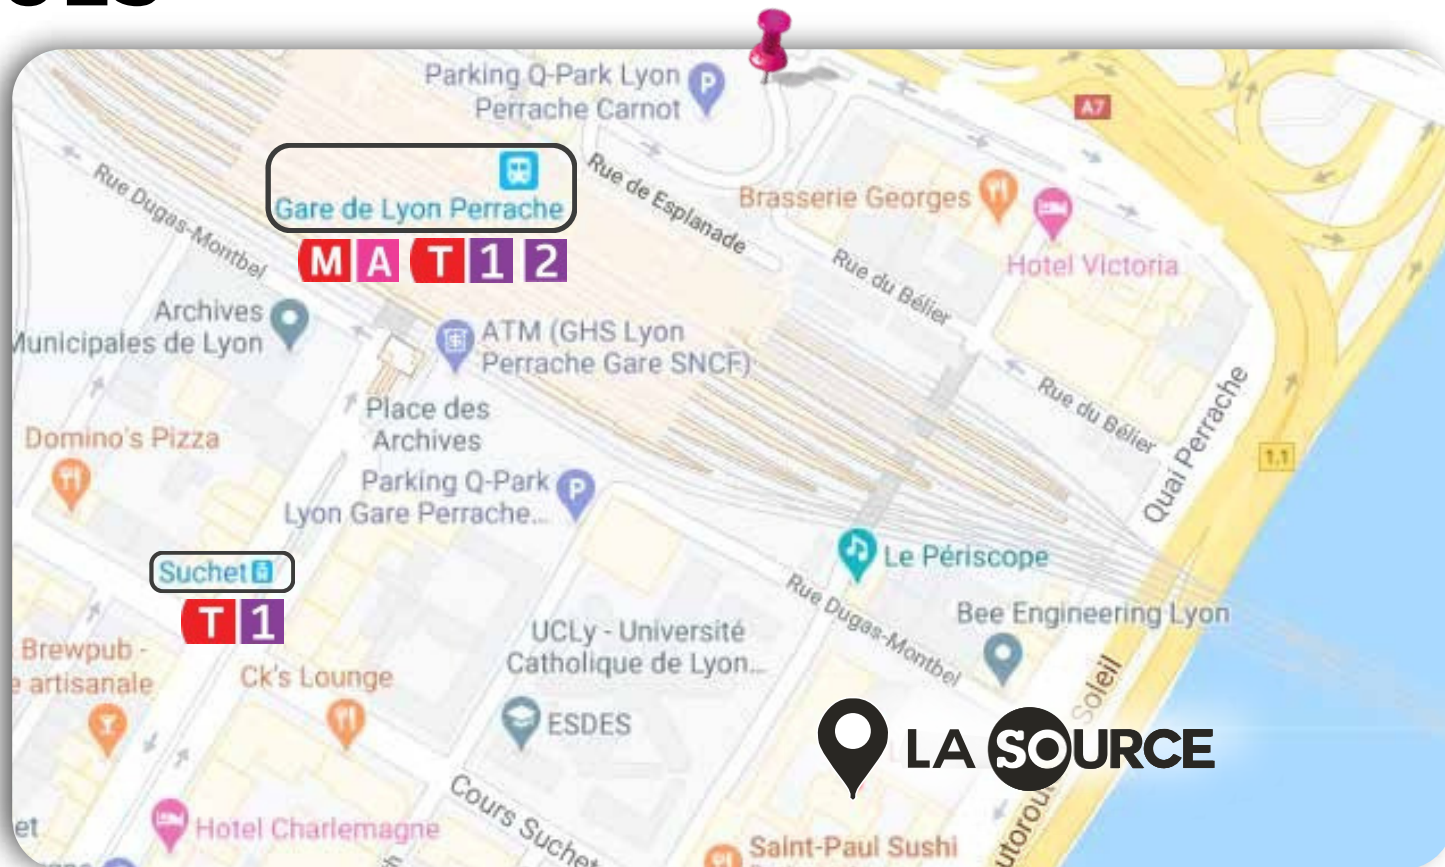 Parking Q-Park Lyon
Perrache Carnot
A7
Rue Dugas-Montbel
Gare de Lyon Perrache
M A T 1 2
Rue de Esplanade
Brasserie Georges
Hotel Victoria
Rue du Bélier
Archives
Municipales de Lyon
ATM (GHS Lyon
Perrache Gare SNCF)
Place des
Archives
Rue du Bélier
Quai Perrache
1.1
Domino's Pizza
Parking Q-Park
Lyon Gare Perrache...
Suchet
T 1
Le Périscope
Rue Dugas-Montbel
Bee Engineering Lyon
UCLy - Université
Catholique de Lyon...
Brewpub -
e artisanale
Ck's Lounge
ESDES
Soleil
LA SOURCE
Cours Suchet
Hotel Charlemagne
et
Saint-Paul Sushi